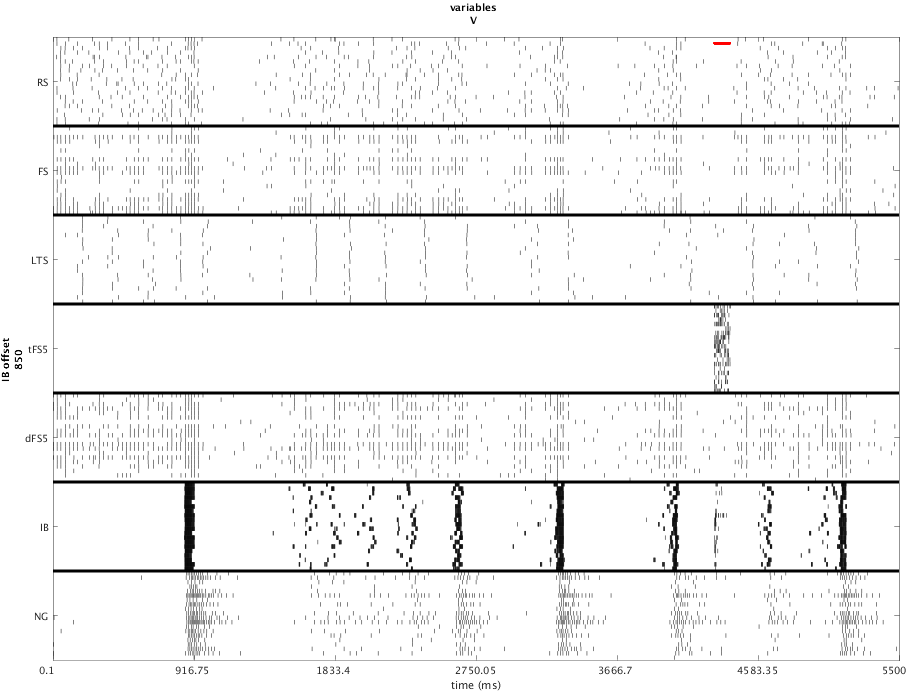 variables
V
RS
FS
LTS
tFS5
dFS5
IB
NG
IB offset
850
0.1
916.75
1833.4
2750.05
3666.7
4583.35
5500
time (ms)